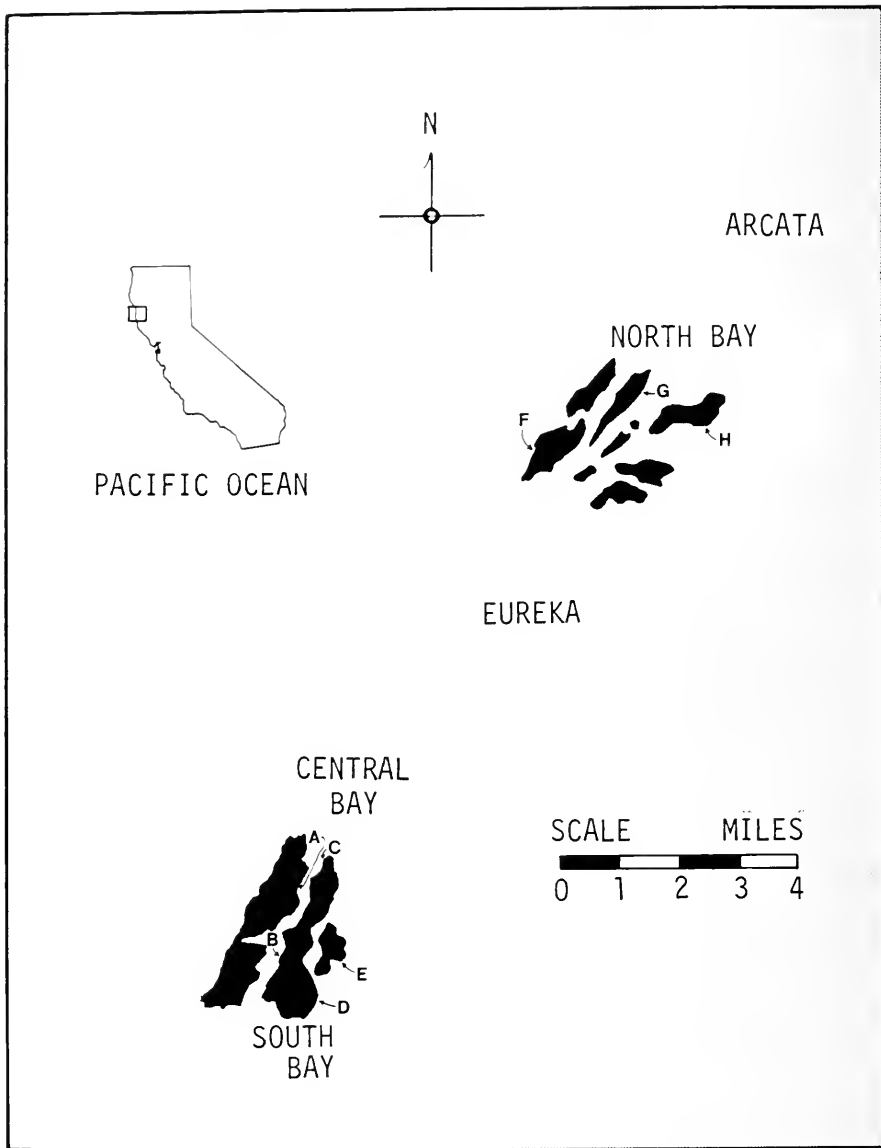 N
ARCATA
NORTH BAY
G
F
H
PACIFIC OCEAN
EUREKA
CENTRAL
BAY
A
C
SCALE MILES
0 1 2 3 4
B
E
D
SOUTH
BAY